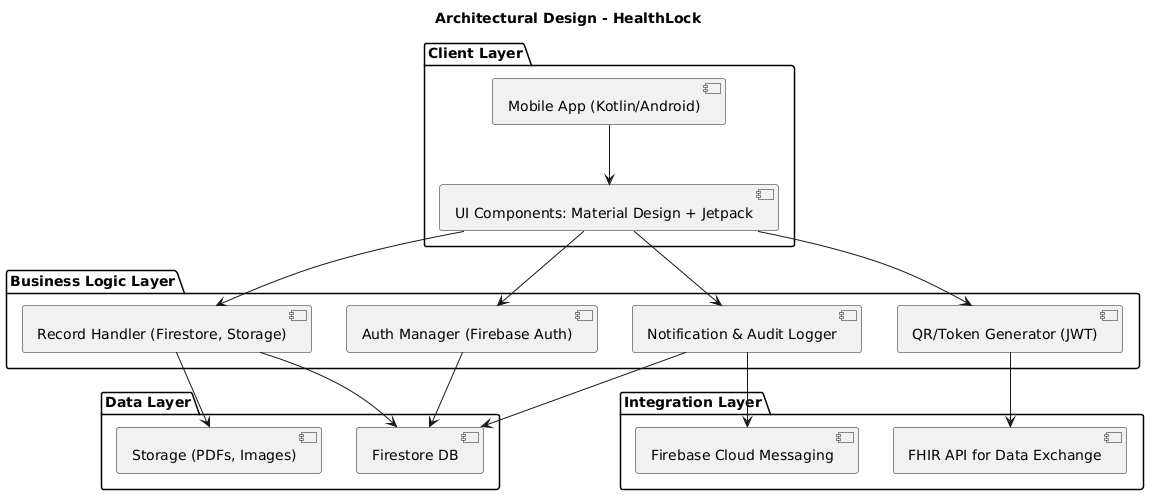 Architectural Design - HealthLock
Client Layer
Mobile App (Kotlin/Android)
UI Components: Material Design + Jetpack
Business Logic Layer
Record Handler (Firestore, Storage)
Auth Manager (Firebase Auth)
Notification & Audit Logger
QR/Token Generator (JWT)
Data Layer
Storage (PDFs, Images)
Firestore DB
Integration Layer
Firebase Cloud Messaging
FHIR API for Data Exchange